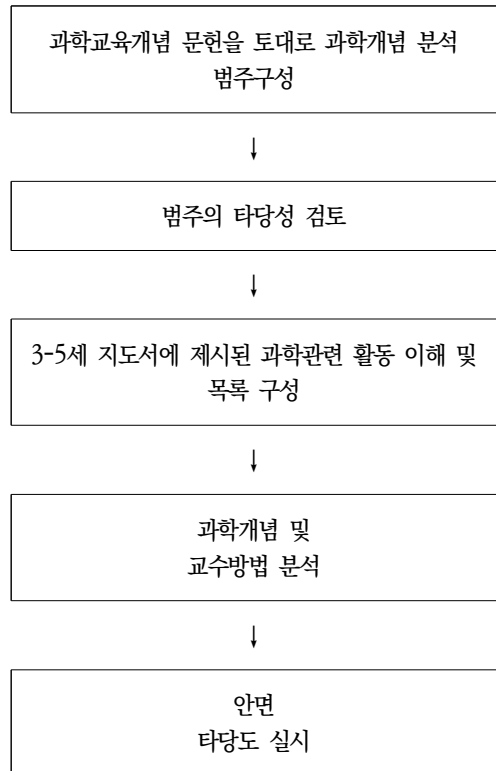 과학교육개념 문헌을 토대로 과학개념 분석
범주구성
↓
범주의 타당성 검토
↓
3-5세 지도서에 제시된 과학관련 활동 이해 및
목록 구성
↓
과학개념 및
교수방법 분석
↓
안면
타당도 실시